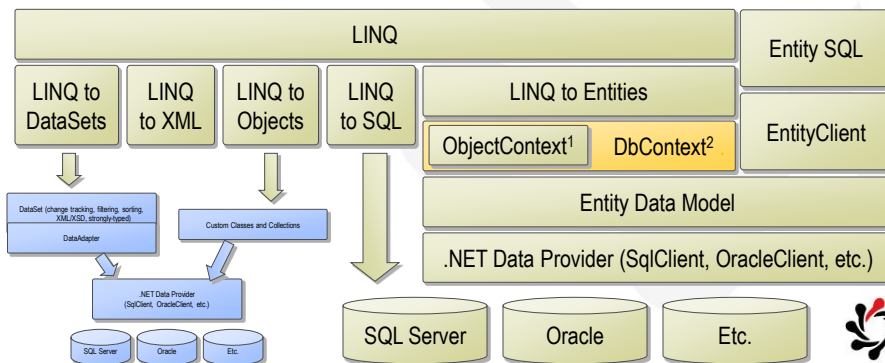 LINQ
Entity SQL
LINQ to
DataSets
LINQ
to XML
LINQ to
Objects
LINQ
to SQL
LINQ to Entities
EntityClient
ObjectContext¹
DbContext²
DataSet (change tracking, filtering, sorting,
XML/XSD, strongly-typed)
DataAdapter
Custom Classes and Collections
Entity Data Model
.NET Data Provider (SqlClient, OracleClient, etc.)
.NET Data Provider
(SqlClient, OracleClient, etc.)
SQL Server
Oracle
Etc.
SQL Server
Oracle
Etc.